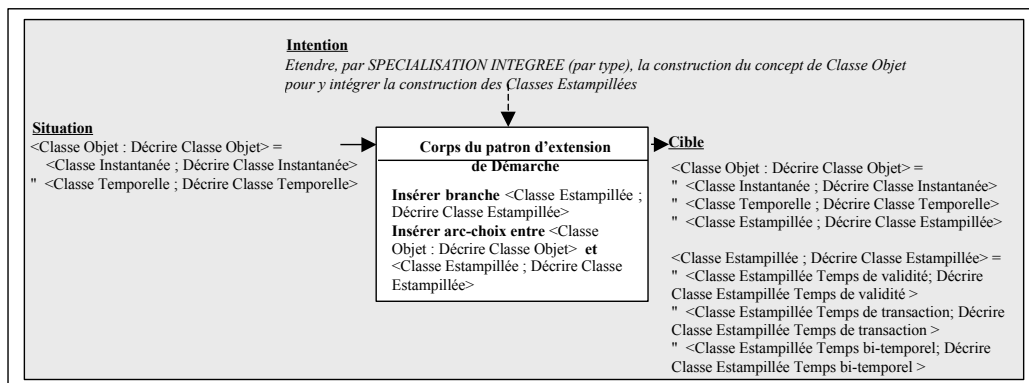 Intention
Etendre, par SPECIALISATION INTEGREE (par type), la construction du concept de Classe Objet
pour y intégrer la construction des Classes Estampillées
Situation
<Classe Objet : Décrire Classe Objet> =
<Classe Instantanée ; Décrire Classe Instantanée>
" <Classe Temporelle ; Décrire Classe Temporelle>
Corps du patron d'extension
de Démarche
Insérer branche <Classe Estampillée ;
Décrire Classe Estampillée>
Insérer arc-choix entre <Classe
Objet : Décrire Classe Objet> et
<Classe Estampillée ; Décrire Classe
Estampillée>
Cible
<Classe Objet : Décrire Classe Objet> =
" <Classe Instantanée ; Décrire Classe Instantanée>
" <Classe Temporelle ; Décrire Classe Temporelle>
" <Classe Estampillée ; Décrire Classe Estampillée>
<Classe Estampillée ; Décrire Classe Estampillée> =
" <Classe Estampillée Temps de validité; Décrire
Classe Estampillée Temps de validité >
" <Classe Estampillée Temps de transaction; Décrire
Classe Estampillée Temps de transaction >
" <Classe Estampillée Temps bi-temporel; Décrire
Classe Estampillée Temps bi-temporel >